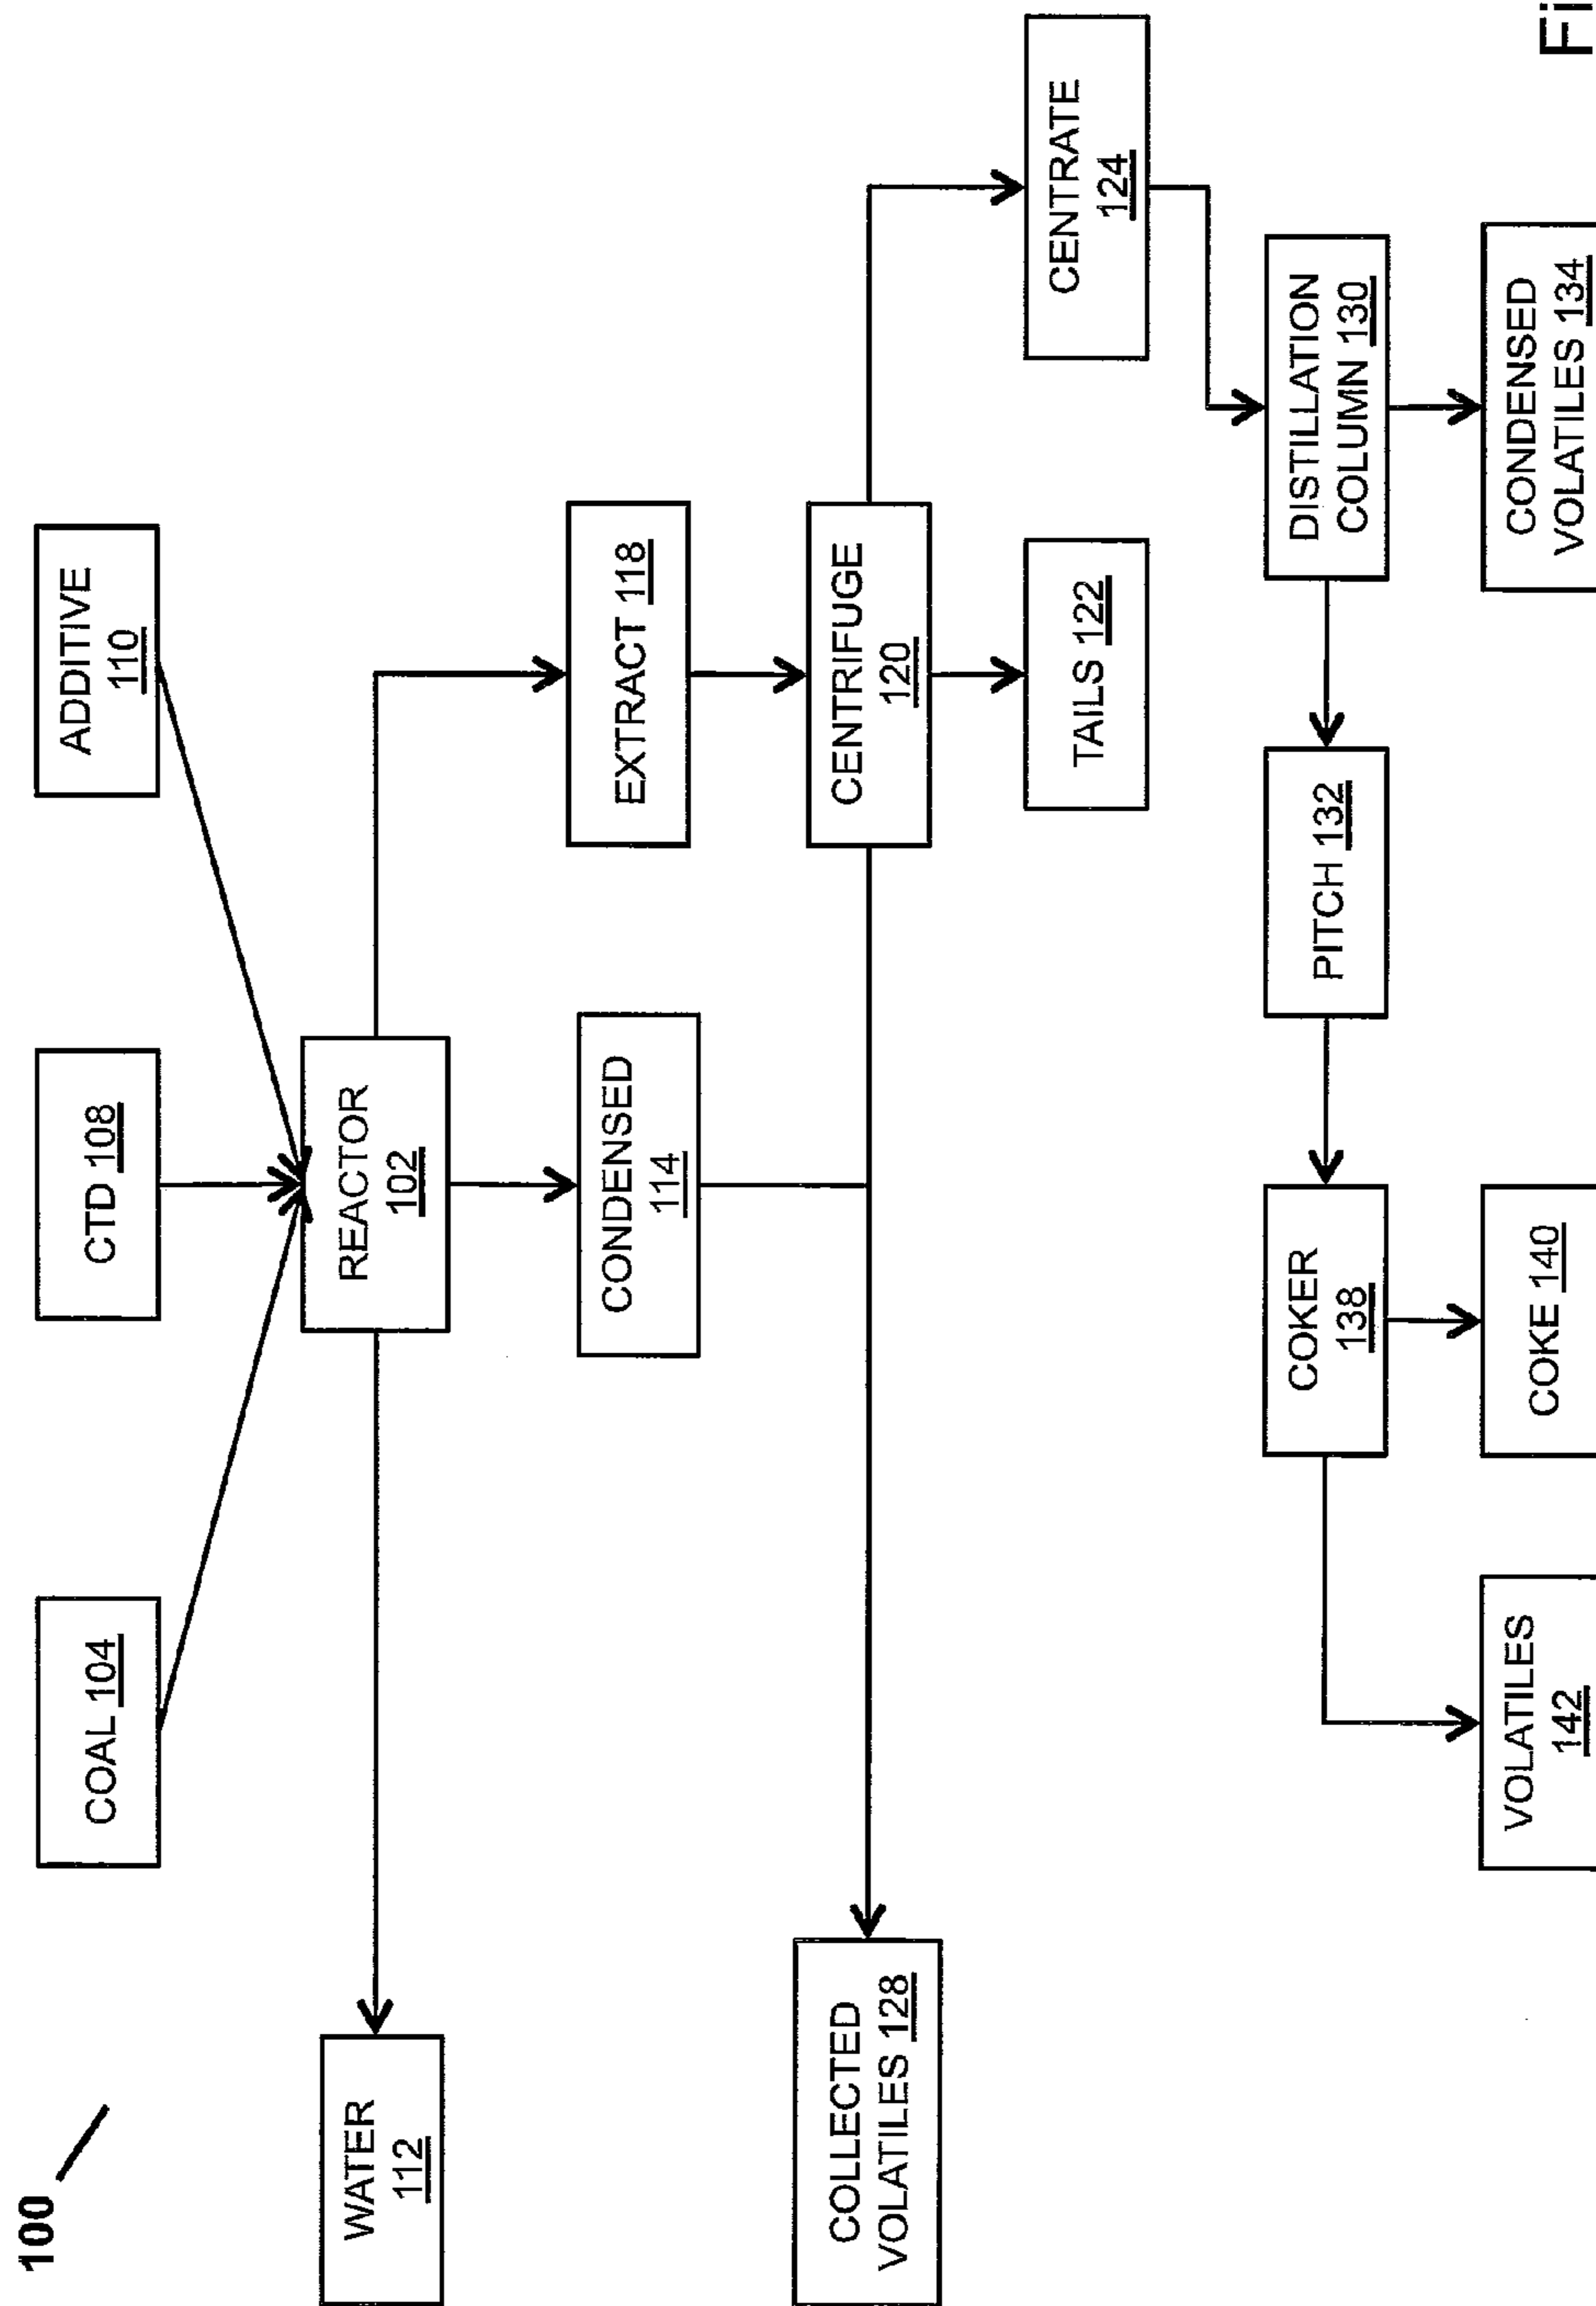 100
COAL 104
CTD 108
ADDITIVE
110
WATER
112
REACTOR
102
CONDENSED
114
EXTRACT 118
COLLECTED
VOLATILES 128
CENTRIFUGE
120
TAILS 122
CENTRATE
124
COKER
138
PITCH 132
DISTILLATION
COLUMN 130
VOLATILES
142
COKE 140
CONDENSED
VOLATILES 134
Fi